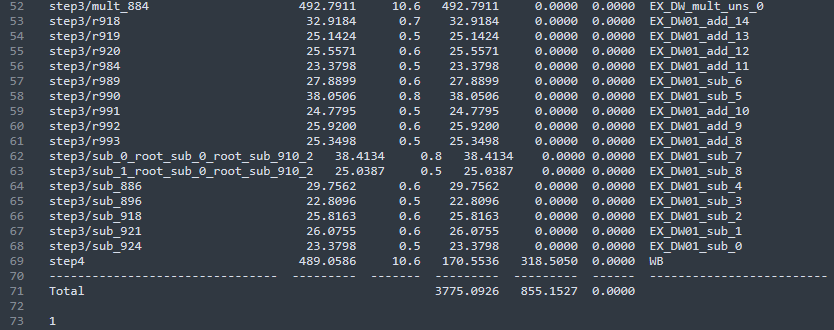 52 step3/mult_884 492.7911 10.6 492.7911 0.0000 0.0000 EX_DW_mult_uns_0
53 step3/r918 32.9184 0.7 32.9184 0.0000 0.0000 EX_DW01_add_14
54 step3/r919 25.1424 0.5 25.1424 0.0000 0.0000 EX_DW01_add_13
55 step3/r920 25.5571 0.6 25.5571 0.0000 0.0000 EX_DW01_add_12
56 step3/r984 23.3798 0.5 23.3798 0.0000 0.0000 EX_DW01_add_11
57 step3/r989 27.8899 0.6 27.8899 0.0000 0.0000 EX_DW01_sub_6
58 step3/r990 38.0506 0.8 38.0506 0.0000 0.0000 EX_DW01_sub_5
59 step3/r991 24.7795 0.5 24.7795 0.0000 0.0000 EX_DW01_add_10
60 step3/r992 25.9200 0.6 25.9200 0.0000 0.0000 EX_DW01_add_9
61 step3/r993 25.3498 0.5 25.3498 0.0000 0.0000 EX_DW01_add_8
62 step3/sub_0_root_sub_0_root_sub_910_2 38.4134 0.8 38.4134 0.0000 0.0000 EX_DW01_sub_7
63 step3/sub_1_root_sub_0_root_sub_910_2 25.0387 0.5 25.0387 0.0000 0.0000 EX_DW01_sub_8
64 step3/sub_886 29.7562 0.6 29.7562 0.0000 0.0000 EX_DW01_sub_4
65 step3/sub_896 22.8096 0.5 22.8096 0.0000 0.0000 EX_DW01_sub_3
66 step3/sub_918 25.8163 0.6 25.8163 0.0000 0.0000 EX_DW01_sub_2
67 step3/sub_921 26.0755 0.6 26.0755 0.0000 0.0000 EX_DW01_sub_1
68 step3/sub_924 23.3798 0.5 23.3798 0.0000 0.0000 EX_DW01_sub_0
69 step4 489.0586 10.6 170.5536 318.5050 0.0000 WB
70 -------------------------------- --------- ------- --------- --------- ------ -------------------------
71 Total 3775.0926 855.1527 0.0000
72
73 1